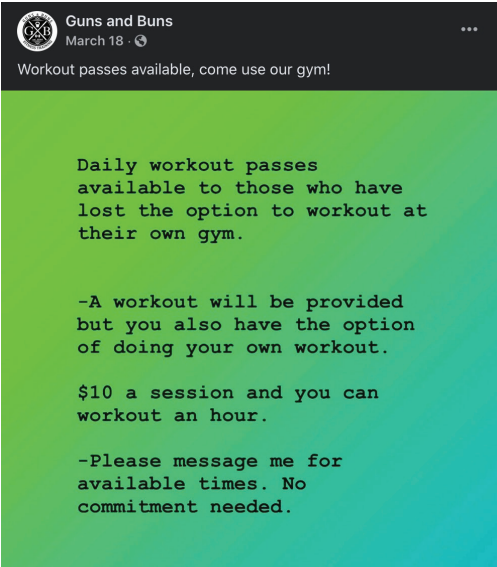 Guns and Buns
March 18 ·
Workout passes available, come use our gym!
Daily workout passes
available to those who have
lost the option to workout at
their own gym.
-A workout will be provided
but you also have the option
of doing your own workout.
$10 a session and you can
workout an hour.
-Please message me for
available times. No
commitment needed.